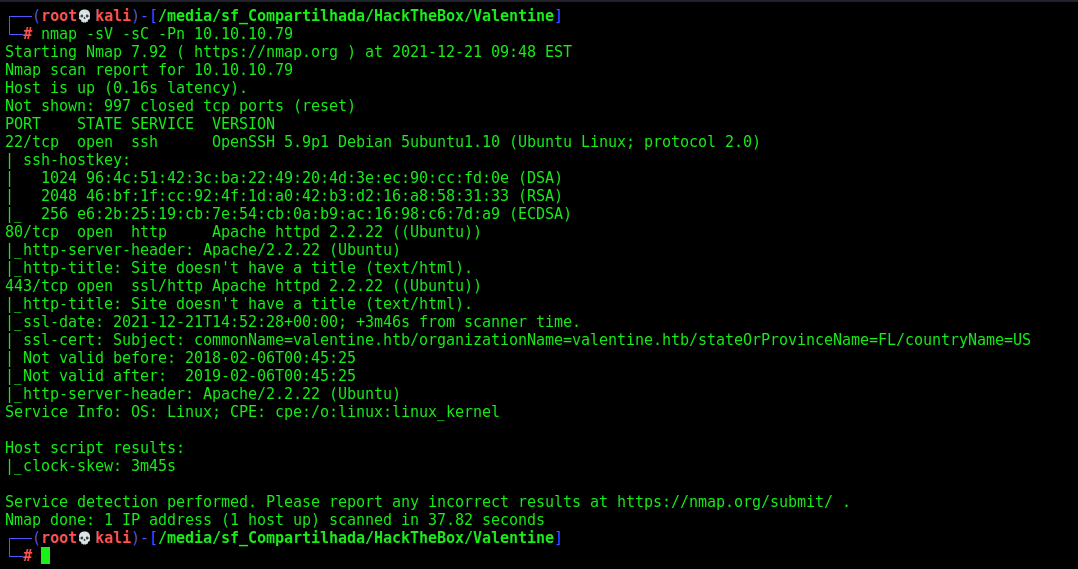 ┌──(root💀kali)-[/media/sf_Compartilhada/HackTheBox/Valentine]
└─# nmap -sV -sC -Pn 10.10.10.79
Starting Nmap 7.92 ( https://nmap.org ) at 2021-12-21 09:48 EST
Nmap scan report for 10.10.10.79
Host is up (0.16s latency).
Not shown: 997 closed tcp ports (reset)
PORT    STATE SERVICE  VERSION
22/tcp  open  ssh      OpenSSH 5.9p1 Debian 5ubuntu1.10 (Ubuntu Linux; protocol 2.0)
| ssh-hostkey:
|   1024 96:4c:51:42:3c:ba:22:49:20:4d:3e:ec:90:cc:fd:0e (DSA)
|   2048 46:bf:1f:cc:92:4f:1d:a0:42:b3:d2:16:a8:58:31:33 (RSA)
|_  256 e6:2b:25:19:cb:7e:54:cb:0a:b9:ac:16:98:c6:7d:a9 (ECDSA)
80/tcp  open  http     Apache httpd 2.2.22 ((Ubuntu))
|_http-server-header: Apache/2.2.22 (Ubuntu)
|_http-title: Site doesn't have a title (text/html).
443/tcp open  ssl/http Apache httpd 2.2.22 ((Ubuntu))
|_http-title: Site doesn't have a title (text/html).
|_ssl-date: 2021-12-21T14:52:28+00:00; +3m46s from scanner time.
| ssl-cert: Subject: commonName=valentine.htb/organizationName=valentine.htb/stateOrProvinceName=FL/countryName=US
| Not valid before: 2018-02-06T00:45:25
|_Not valid after:  2019-02-06T00:45:25
|_http-server-header: Apache/2.2.22 (Ubuntu)
Service Info: OS: Linux; CPE: cpe:/o:linux:linux_kernel

Host script results:
|_clock-skew: 3m45s

Service detection performed. Please report any incorrect results at https://nmap.org/submit/ .
Nmap done: 1 IP address (1 host up) scanned in 37.82 seconds
┌──(root💀kali)-[/media/sf_Compartilhada/HackTheBox/Valentine]
└─#